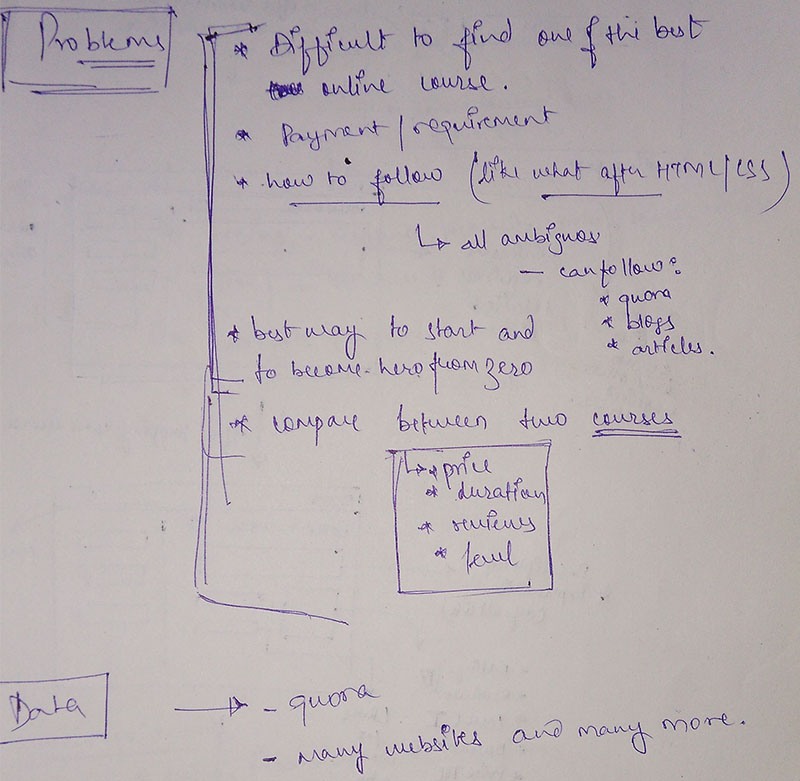 Problems
* Difficult to find one of the best
online course.
* Payment/requirement
* how to follow (like what after HTML/CSS)
↳ all ambignos
- can follow:
* quora
* blogs
* articles.
* best way to start and
to become hero from zero
* compare between two courses
↳ * price
* duration
* reviews
* level
Data → - quora
- many websites and many more.